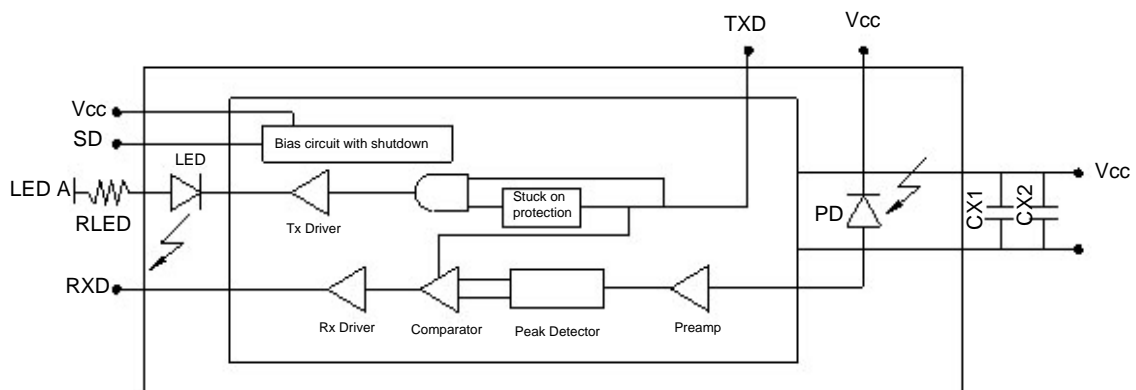 TXD
Vcc
Vcc
SD
Bias circuit with shutdown
LED
LED A
RLED
Tx Driver
Stuck on
protection
PD
CX1
CX2
Vcc
RXD
Rx Driver
Comparator
Peak Detector
Preamp